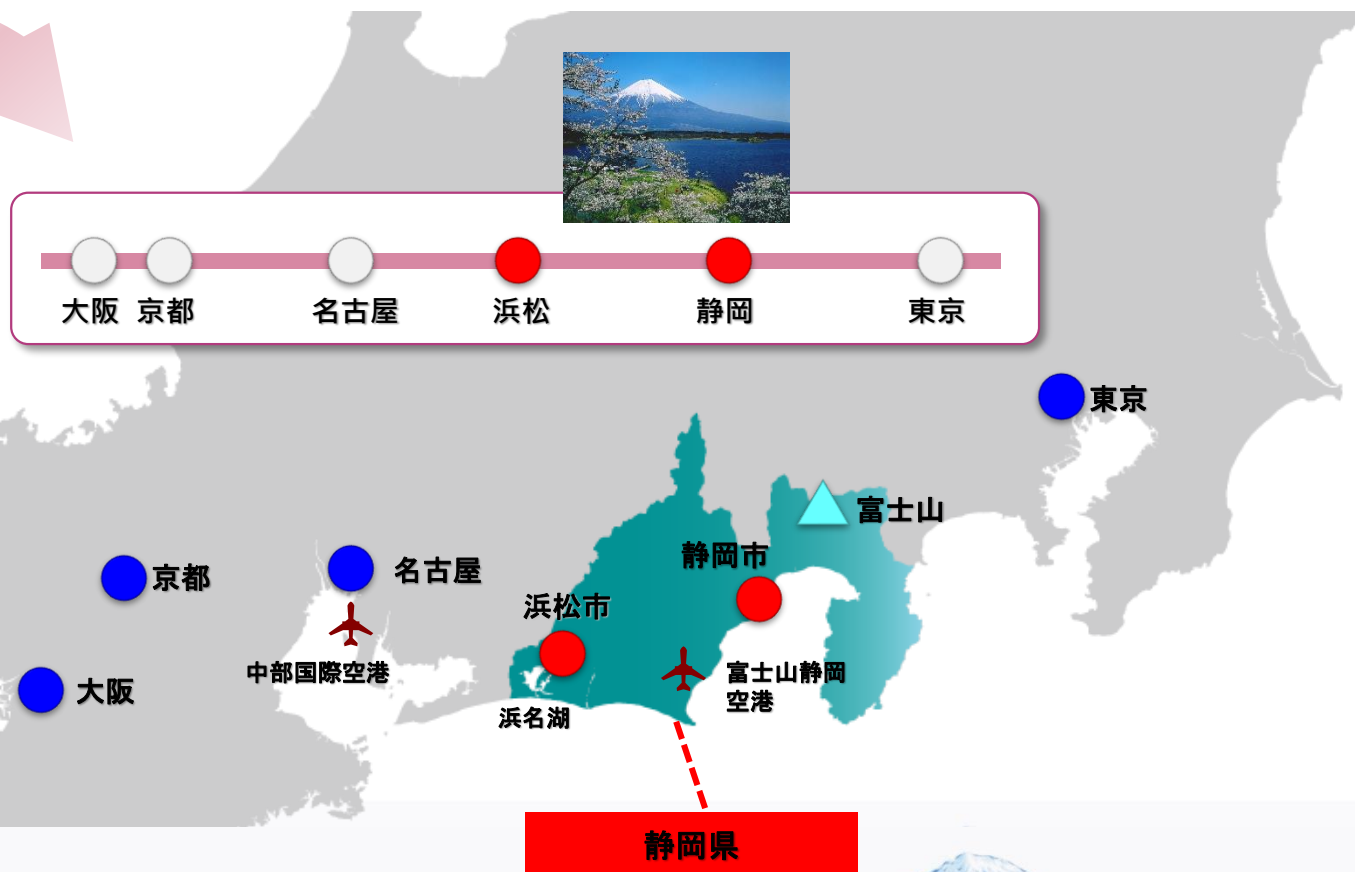 大阪 京都 名古屋 浜松 静岡 東京
東京
富士山
静岡市
京都
名古屋
浜松市
中部国際空港
富士山静岡
空港
大阪
浜名湖
静岡県